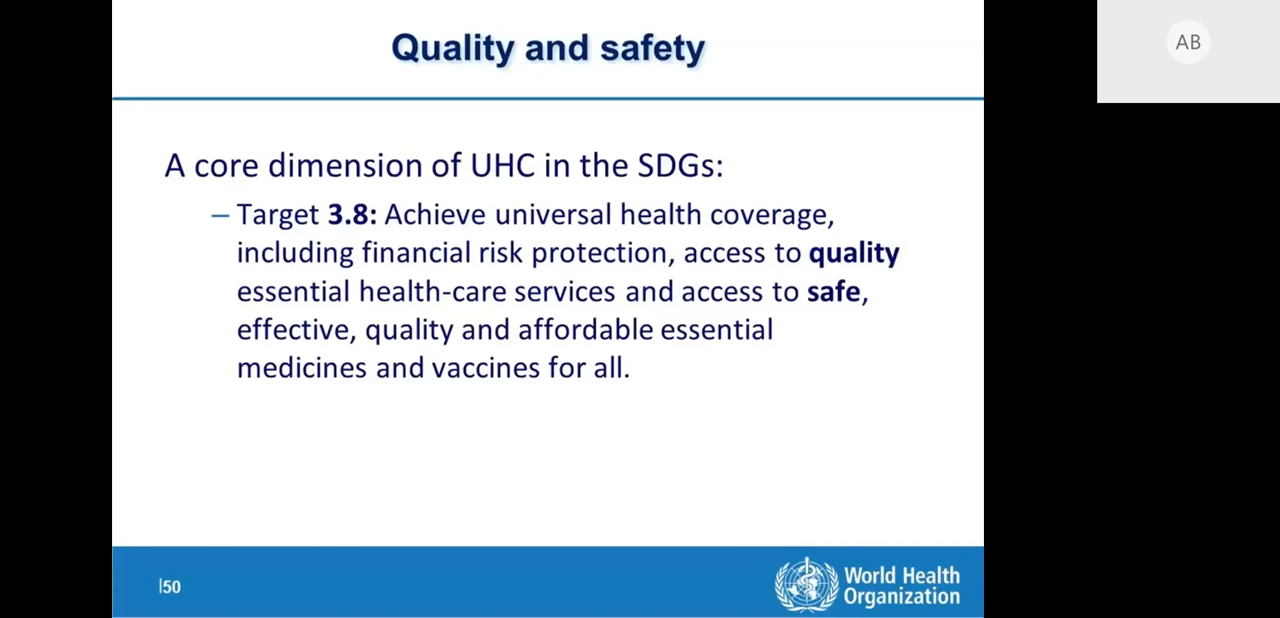 Quality and safety
AB
A core dimension of UHC in the SDGs:
– Target 3.8: Achieve universal health coverage,
including financial risk protection, access to quality
essential health-care services and access to safe,
effective, quality and affordable essential
medicines and vaccines for all.
|50
World Health
Organization